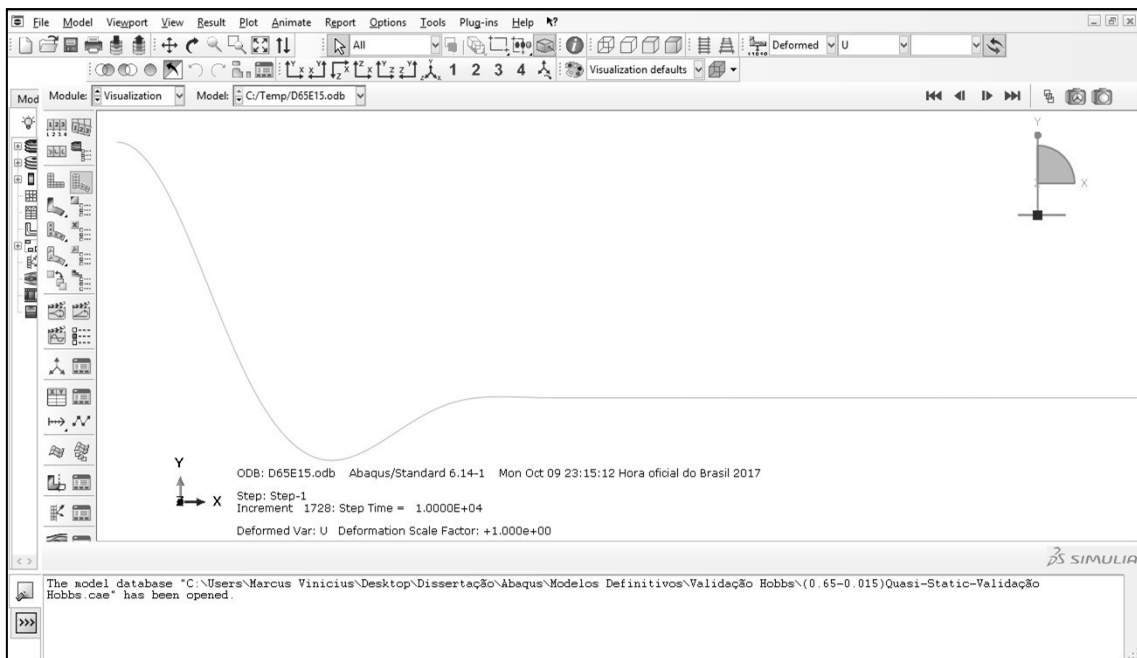 File Model Viewport View Result Plot Animate Report Options Tools Plug-ins Help
All
Deformed U
1 2 3 4 Visualization defaults
Mod Module: Visualization Model: C:/Temp/D65E15.odb
Y
X
Z
Y
X
ODB: D65E15.odb Abaqus/Standard 6.14-1 Mon Oct 09 23:15:12 Hora oficial do Brasil 2017
Step: Step-1
Increment 1728: Step Time = 1.0000E+04
Deformed Var: U Deformation Scale Factor: +1.000e+00
SIMULIA
The model database "C:\Users\Marcus Vinicius\Desktop\Dissertação\Abaqus\Modelos Definitivos\Validação Hobbs\(0.65-0.015)Quasi-Static-Validação
Hobbs.cae" has been opened.
>>>